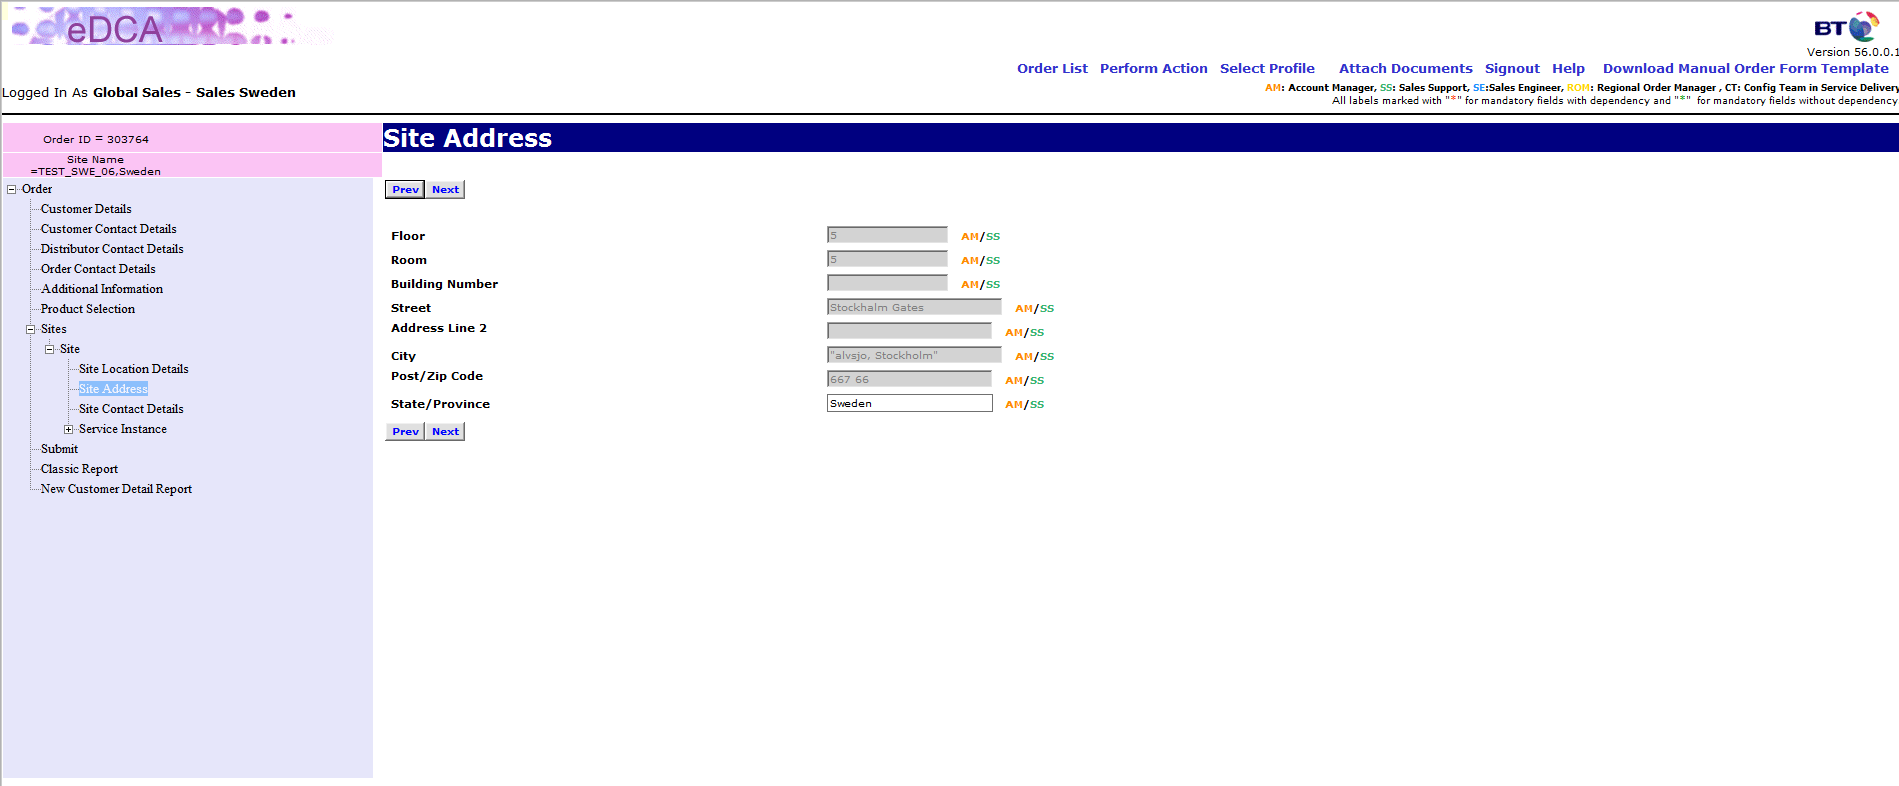 eDCA
BT
Version 56.0.0.1
Order List Perform Action Select Profile Attach Documents Signout Help Download Manual Order Form Template
Logged In As Global Sales - Sales Sweden
AM: Account Manager, SS: Sales Support, SE:Sales Engineer, ROM: Regional Order Manager , CT: Config Team in Service Delivery
All labels marked with "*" for mandatory fields with dependency and "*" for mandatory fields without dependency
Order ID = 303764
Site Name
=TEST_SWE_06,Sweden
Order
Customer Details
Customer Contact Details
Distributor Contact Details
Order Contact Details
Additional Information
Product Selection
Sites
Site
Site Location Details
Site Address
Site Contact Details
Service Instance
Submit
Classic Report
New Customer Detail Report
Site Address
Prev Next
Floor 5 AM/SS
Room 5 AM/SS
Building Number AM/SS
Street Stockhalm Gates AM/SS
Address Line 2 AM/SS
City "alvsjo, Stockholm" AM/SS
Post/Zip Code 667 66 AM/SS
State/Province Sweden AM/SS
Prev Next